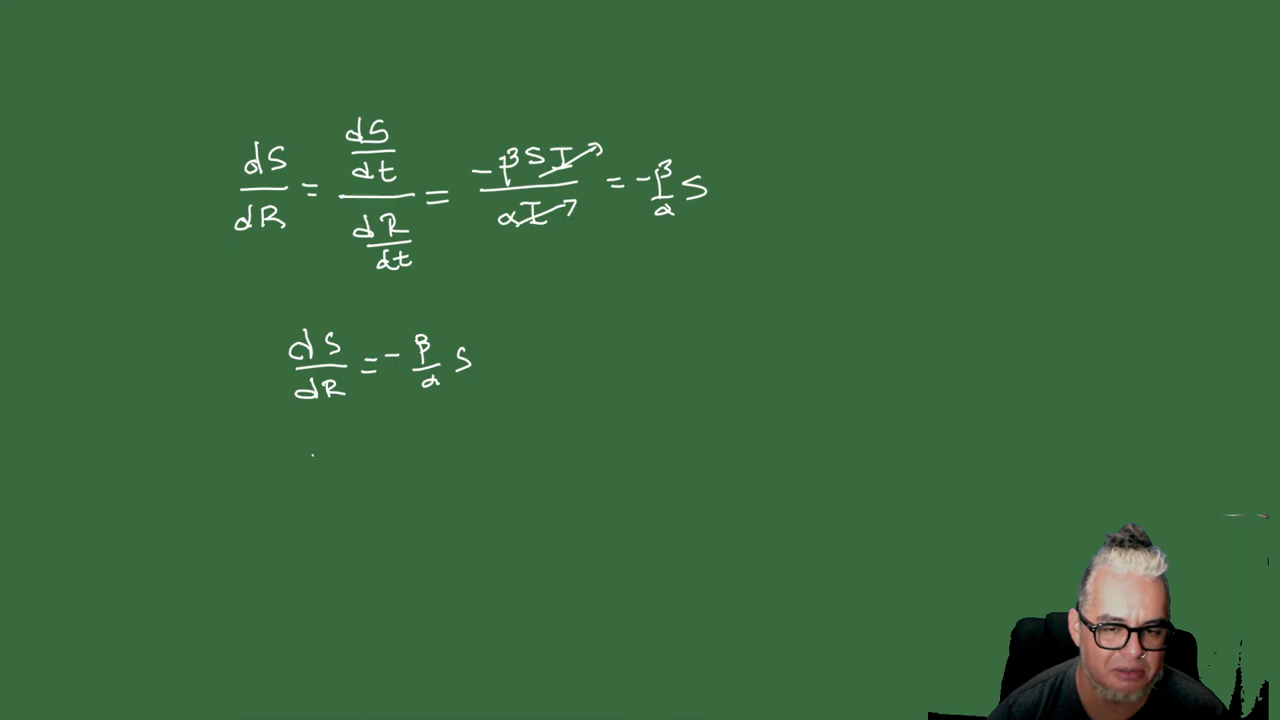 dS/dR = (dS/dt)/(dR/dt) = -βSI/αI = -β/α S
dS/dR = -β/α S